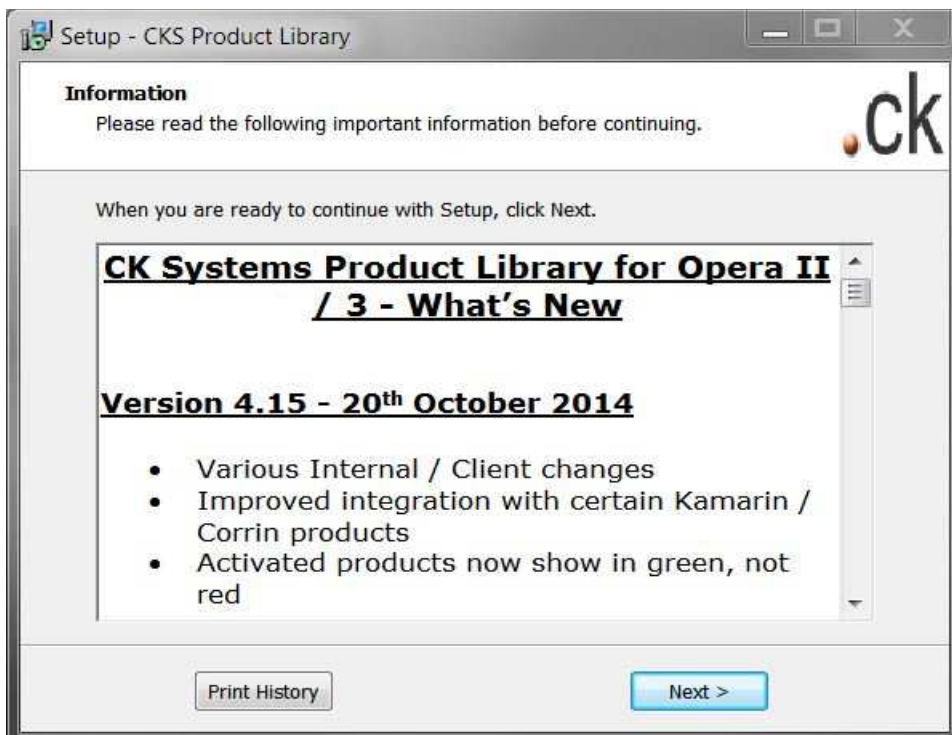 Setup - CKS Product Library
Information
Please read the following important information before continuing.
.ck
When you are ready to continue with Setup, click Next.
CK Systems Product Library for Opera II
/ 3 - What's New
Version 4.15 - 20th October 2014
• Various Internal / Client changes
• Improved integration with certain Kamarin /
Corrin products
• Activated products now show in green, not
red
Print History
Next >